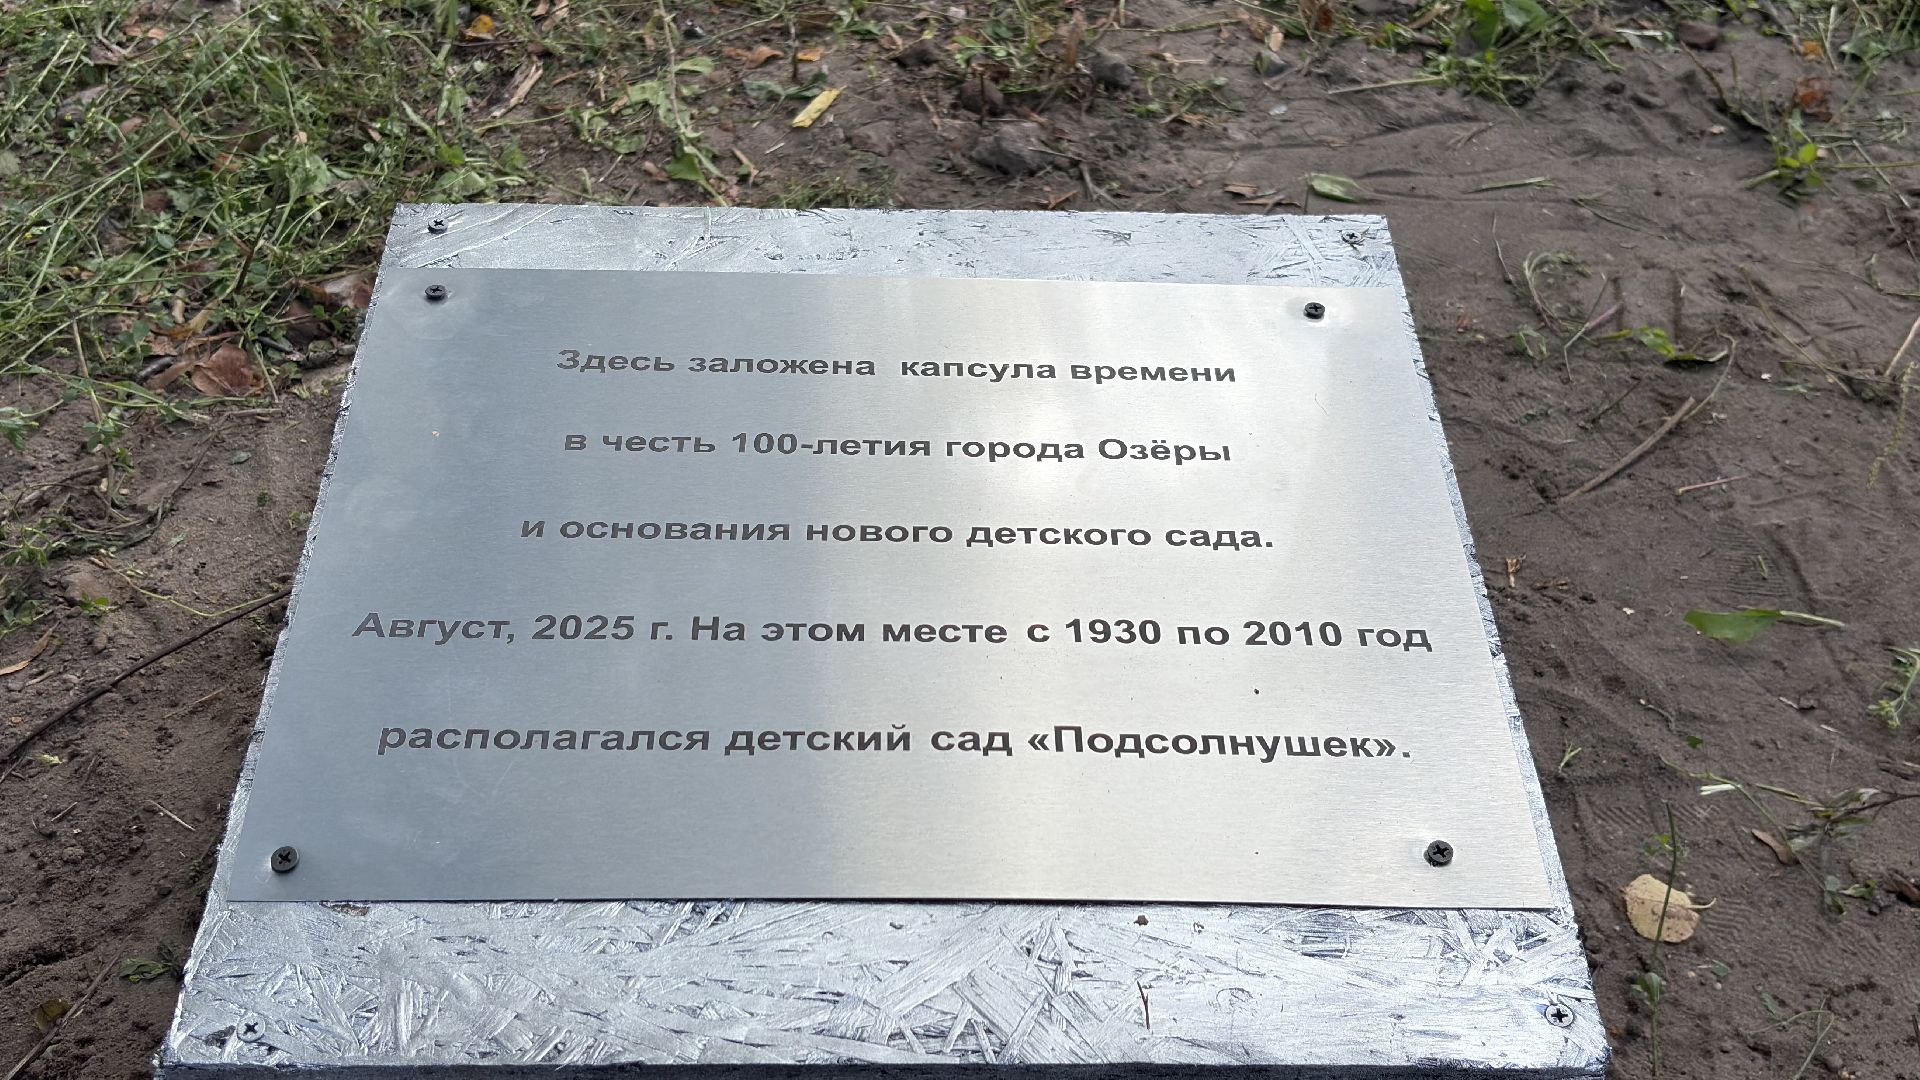 Здесь заложена капсула времени
в честь 100-летия города Озёры
и основания нового детского сада.
Август, 2025 г. На этом месте с 1930 по 2010 год
располагался детский сад «Подсолнушек».